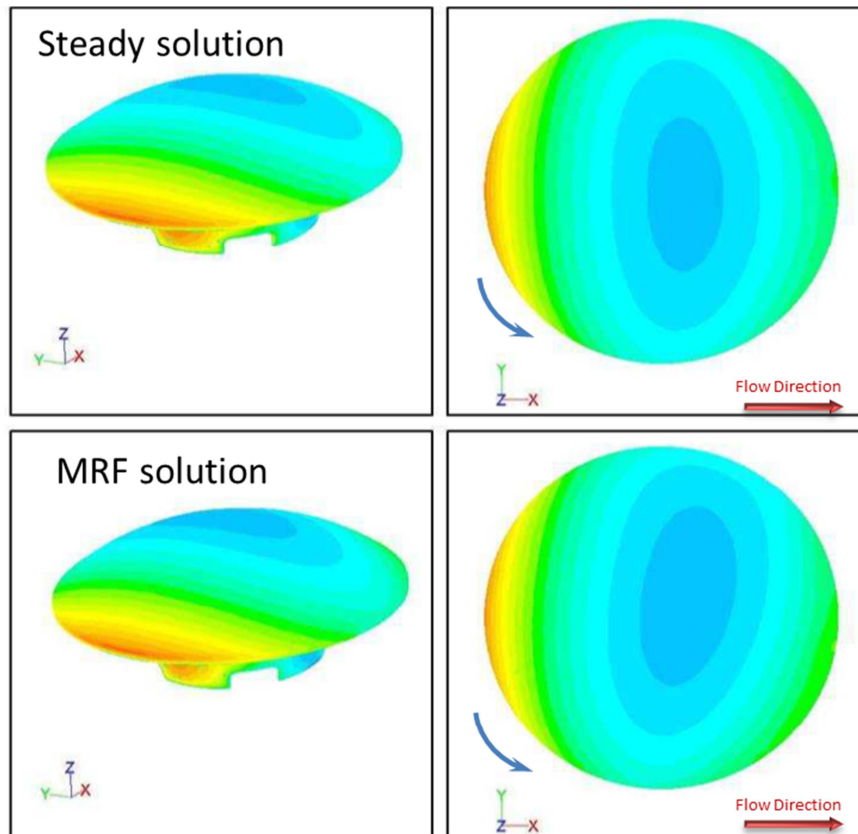 Steady solution
Z
Y
X
Y
Z
X
Flow Direction
MRF solution
Z
Y
X
Y
Z
X
Flow Direction